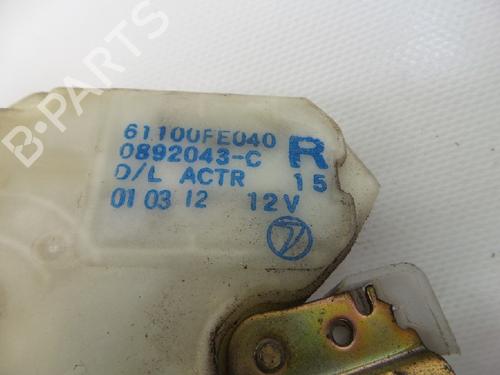 B-PARTS
61100FE040
0892043-C R
D/L ACTR 15
01 03 12 12V